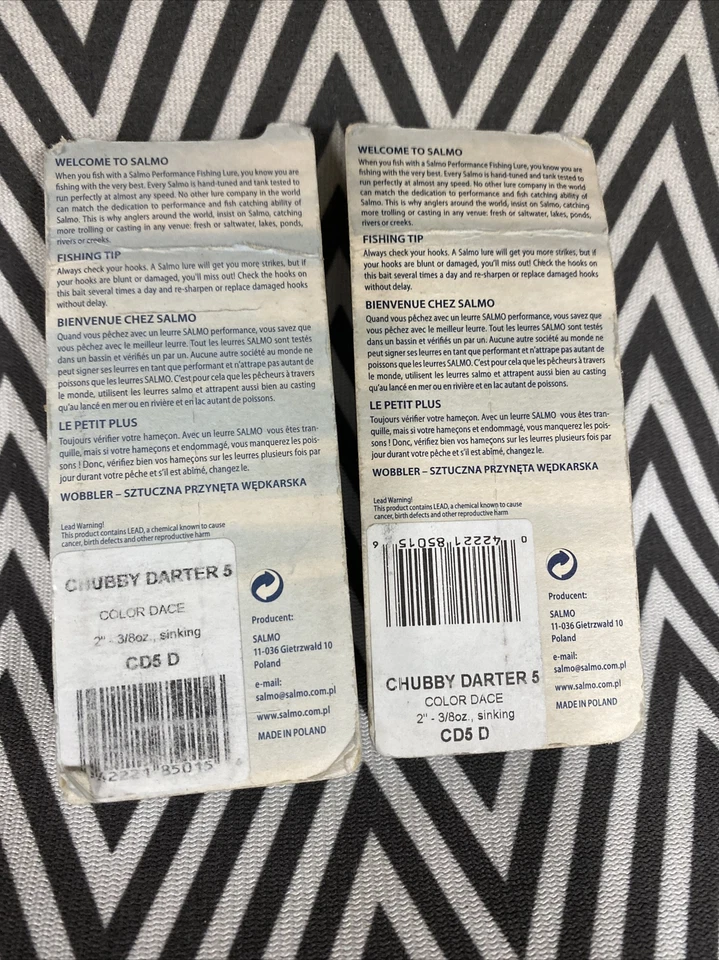 WELCOME TO SALMO
When you fish with a Salmo Performance Fishing Lure, you know you are
fishing with the very best. Every Salmo is hand-tuned and tank tested to
run perfectly at almost any speed. No other lure company in the world
can match the dedication to performance and fish catching ability of
Salmo. This is why anglers around the world, insist on Salmo, catching
more trolling or casting in any venue: fresh or saltwater, lakes, ponds,
rivers or creeks.
FISHING TIP
Always check your hooks. A Salmo lure will get you more strikes, but if
your hooks are blunt or damaged, you'll miss out! Check the hooks on
this bait several times a day and re-sharpen or replace damaged hooks
without delay.
BIENVENUE CHEZ SALMO
Quand vous pêchez avec un leurre SALMO performance, vous savez que
vous pêchez avec le meilleur leurre. Tout les leurres SALMO sont testés
dans un bassin et vérifiés un par un. Aucune autre société au monde ne
peut signer ses leurres en tant que performant et n'attrape pas autant de
poissons que les leurres SALMO. C'est pour cela que les pêcheurs à travers
le monde, utilisent les leurres salmo et attrapent aussi bien au casting
qu'au lancé en mer ou en rivière et en lac autant de poissons.
LE PETIT PLUS
Toujours vérifier votre hameçon. Avec un leurre SALMO vous êtes tran-
quille, mais si votre hameçons et endommagé, vous manquerez les pois-
sons ! Donc, vérifiez bien vos hameçons sur les leurres plusieurs fois par
jour durant votre pêche et s'il est abîmé, changez le.
WOBBLER – SZTUCZNA PRZYNĘTA WĘDKARSKA
Lead Warning!
This product contains LEAD, a chemical known to cause
cancer, birth defects and other reproductive harm
CHUBBY DARTER 5
COLOR DACE
2" - 3/8oz., sinking
CD5 D
42221 85015 6
Producent:
SALMO
11-036 Gietrzwald 10
Poland
e-mail:
salmo@salmo.com.pl
www.salmo.com.pl
MADE IN POLAND
WELCOME TO SALMO
When you fish with a Salmo Performance Fishing Lure, you know you are
fishing with the very best. Every Salmo is hand-tuned and tank tested to
run perfectly at almost any speed. No other lure company in the world
can match the dedication to performance and fish catching ability of
Salmo. This is why anglers around the world, insist on Salmo, catching
more trolling or casting in any venue: fresh or saltwater, lakes, ponds,
rivers or creeks.
FISHING TIP
Always check your hooks. A Salmo lure will get you more strikes, but if
your hooks are blunt or damaged, you'll miss out! Check the hooks on
this bait several times a day and re-sharpen or replace damaged hooks
without delay.
BIENVENUE CHEZ SALMO
Quand vous pêchez avec un leurre SALMO performance, vous savez que
vous pêchez avec le meilleur leurre. Tout les leurres SALMO sont testés
dans un bassin et vérifiés un par un. Aucune autre société au monde ne
peut signer ses leurres en tant que performant et n'attrape pas autant de
poissons que les leurres SALMO. C'est pour cela que les pêcheurs à travers
le monde, utilisent les leurres salmo et attrapent aussi bien au casting
qu'au lancé en mer ou en rivière et en lac autant de poissons.
LE PETIT PLUS
Toujours vérifier votre hameçon. Avec un leurre SALMO vous êtes tran-
quille, mais si votre hameçons et endommagé, vous manquerez les pois-
sons ! Donc, vérifiez bien vos hameçons sur les leurres plusieurs fois par
jour durant votre pêche et s'il est abîmé, changez le.
WOBBLER – SZTUCZNA PRZYNĘTA WĘDKARSKA
Lead Warning!
This product contains LEAD, a chemical known to cause
cancer, birth defects and other reproductive harm
0 42221 85015 6
CHUBBY DARTER 5
COLOR DACE
2" - 3/8oz., sinking
CD5 D
Producent:
SALMO
11-036 Gietrzwald 10
Poland
e-mail:
salmo@salmo.com.pl
www.salmo.com.pl
MADE IN POLAND